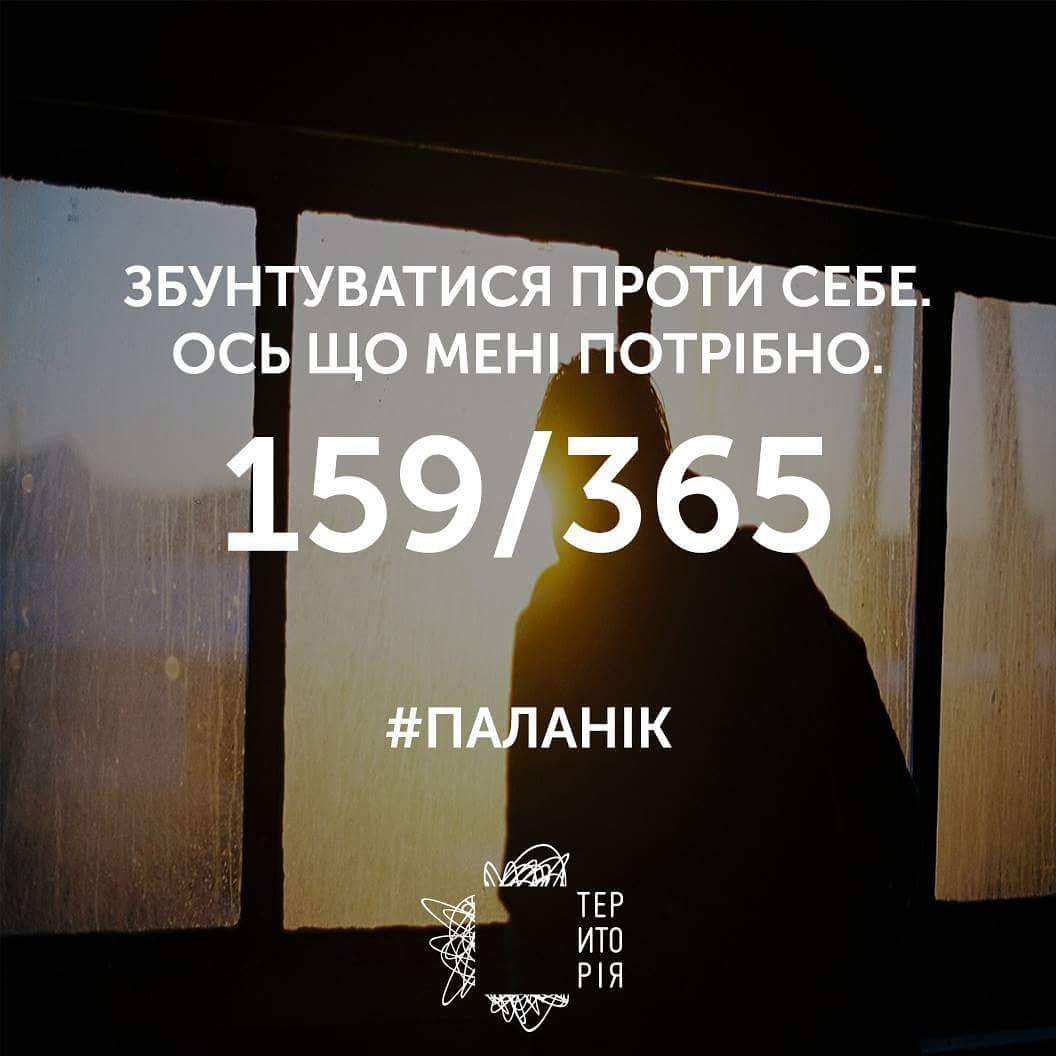 ЗБУНТУВАТИСЯ ПРОТИ СЕБЕ.
ОСЬ ЩО МЕНІ ПОТРІБНО.
159/365
#ПАЛАНІК
ТЕР
ИТО
РІЯ